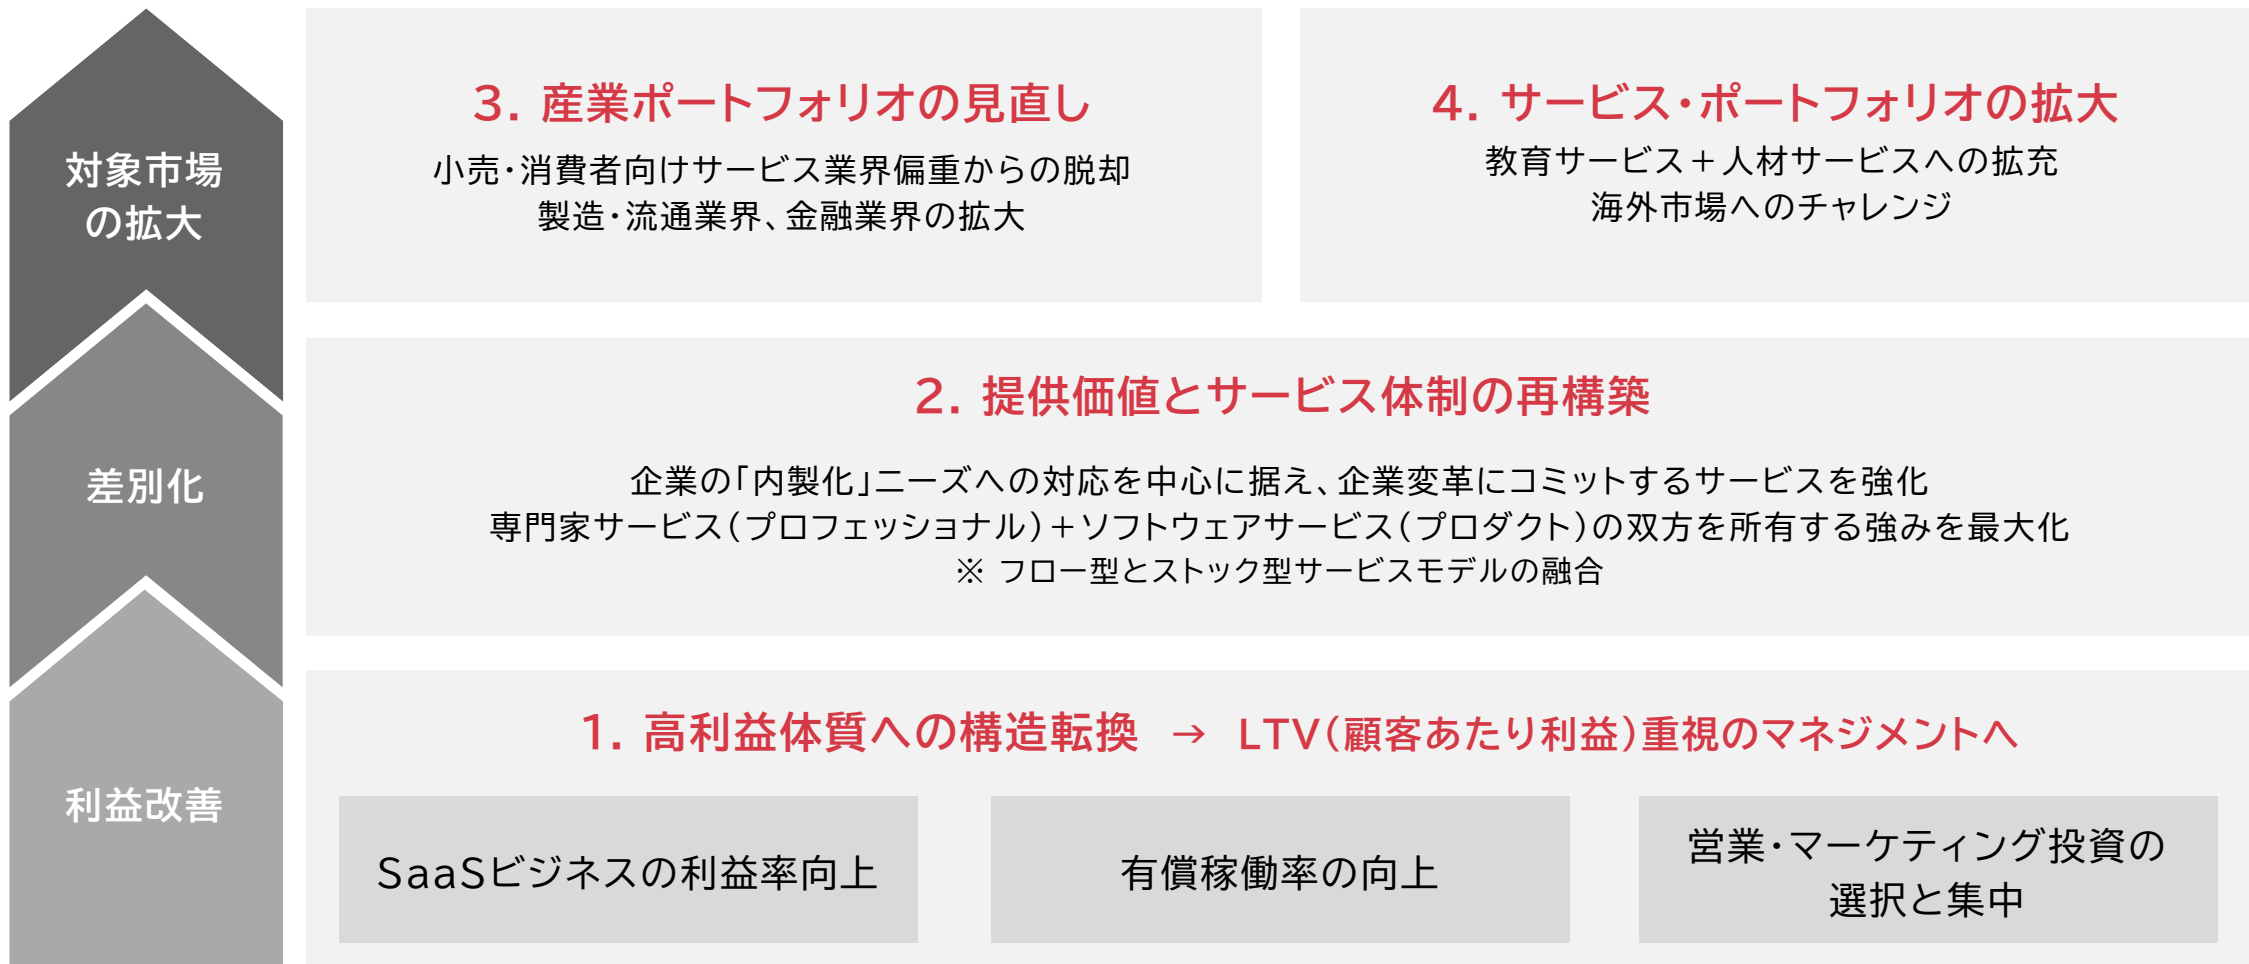 対象市場
の拡大
3. 産業ポートフォリオの見直し
小売・消費者向けサービス業界偏重からの脱却
製造・流通業界、金融業界の拡大
4. サービス・ポートフォリオの拡大
教育サービス＋人材サービスへの拡充
海外市場へのチャレンジ
差別化
2. 提供価値とサービス体制の再構築
企業の「内製化」ニーズへの対応を中心に据え、企業変革にコミットするサービスを強化
専門家サービス（プロフェッショナル）＋ソフトウェアサービス（プロダクト）の双方を所有する強みを最大化
※ フロー型とストック型サービスモデルの融合
利益改善
1. 高利益体質への構造転換 → LTV（顧客あたり利益）重視のマネジメントへ
SaaSビジネスの利益率向上
有償稼働率の向上
営業・マーケティング投資の
選択と集中